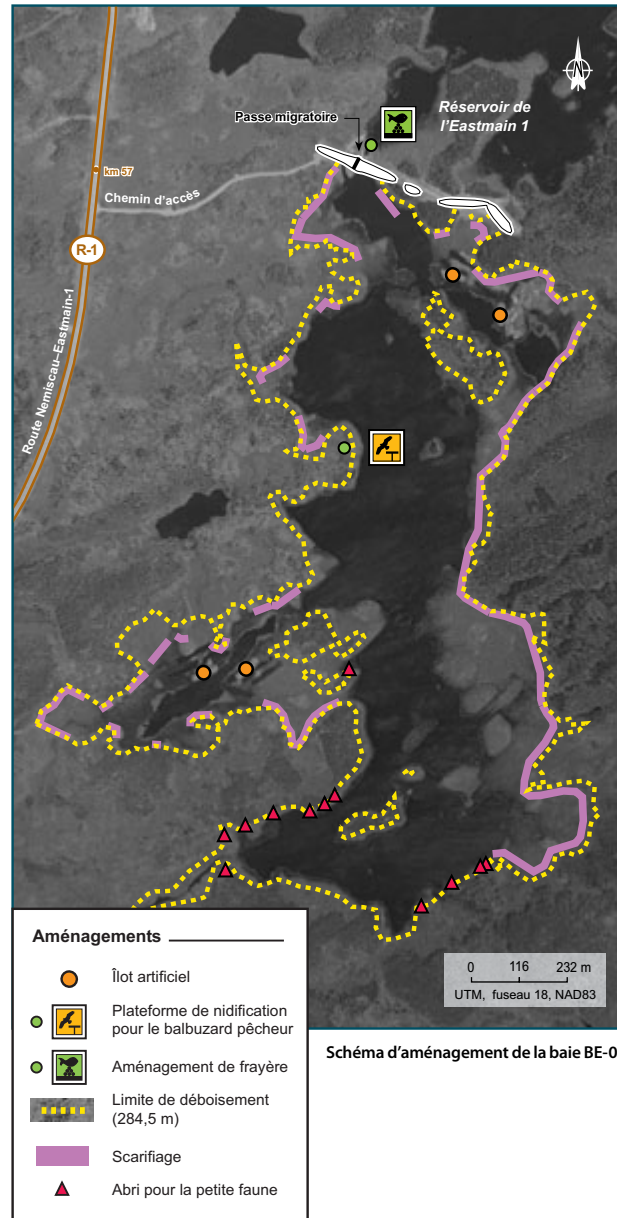 Réservoir de
l'Eastmain 1
Passe migratoire
km 57
Chemin d'accès
R-1
Route Nemiscau–Eastmain-1
N
0 116 232 m
UTM, fuseau 18, NAD83
Schéma d'aménagement de la baie BE-0
Aménagements
Îlot artificiel
Plateforme de nidification
pour le balbuzard pêcheur
Aménagement de frayère
Limite de déboisement
(284,5 m)
Scarifiage
Abri pour la petite faune